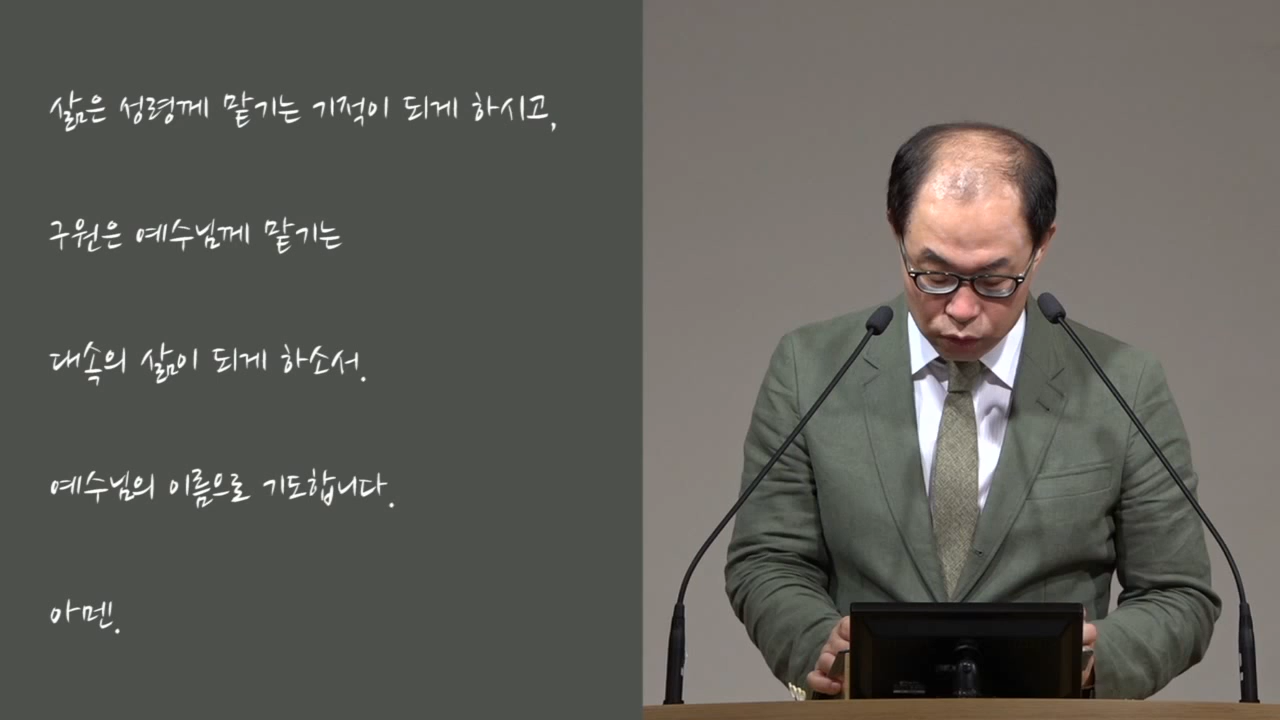 삶은 성령께 맡기는 기적이 되게 하시고,
구원은 예수님께 맡기는
대속의 삶이 되게 하소서.
예수님의 이름으로 기도합니다.
아멘.